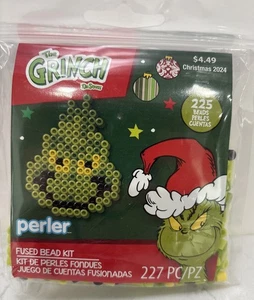 The
GRINCH
Dr. Seuss
$4.49
Christmas 2024
225
BEADS
PERLES
CUENTAS
perler
FUSED BEAD KIT
KIT DE PERLES FONDUES
JUEGO DE CUENTAS FUSIONADAS
227 PC/PZ